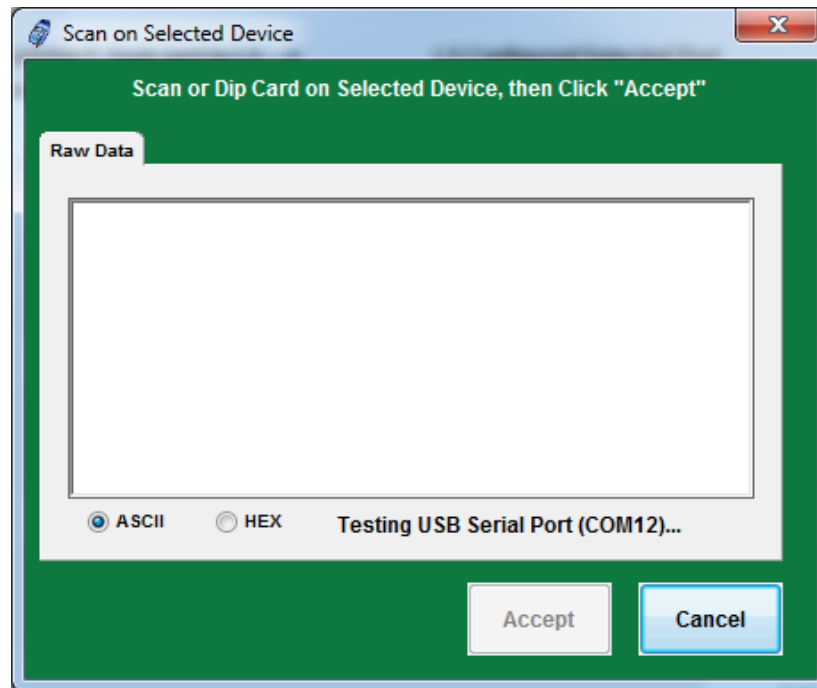 Scan on Selected Device
Scan or Dip Card on Selected Device, then Click "Accept"
Raw Data
ASCII HEX Testing USB Serial Port (COM12)...
Accept Cancel